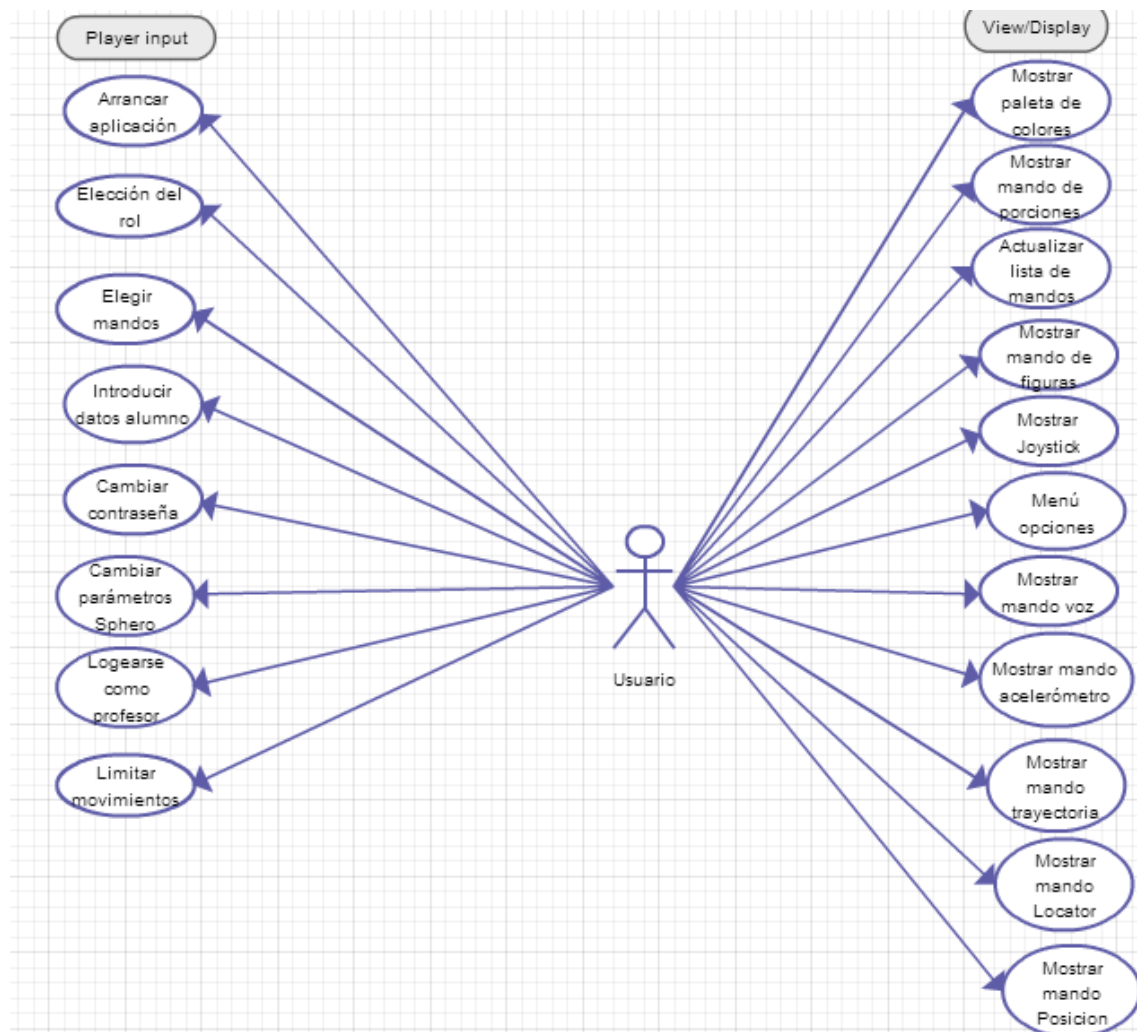 Player input
Arrancar
aplicación
Elección del
rol
Elegir
mandos
Introducir
datos alumno
Cambiar
contraseña
Cambiar
parámetros
Sphero
Logearse
como
profesor
Limitar
movimientos
Usuario
View/Display
Mostrar
paleta de
colores
Mostrar
mando de
porciones
Actualizar
lista de
mandos
Mostrar
mando de
figuras
Mostrar
Joystick
Menú
opciones
Mostrar
mando voz
Mostrar mando
acelerómetro
Mostrar
mando
trayectoria
Mostrar
mando
Locator
Mostrar
mando
Posicion